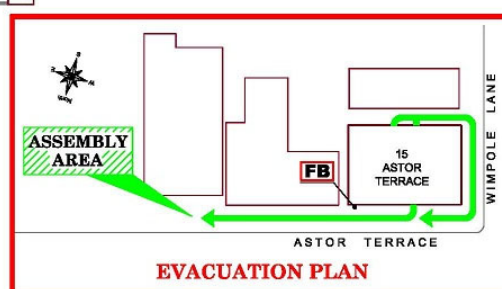 WIMPOLE LANE
ASSEMBLY
AREA
FB
15
ASTOR
TERRACE
ASTOR TERRACE
EVACUATION PLAN